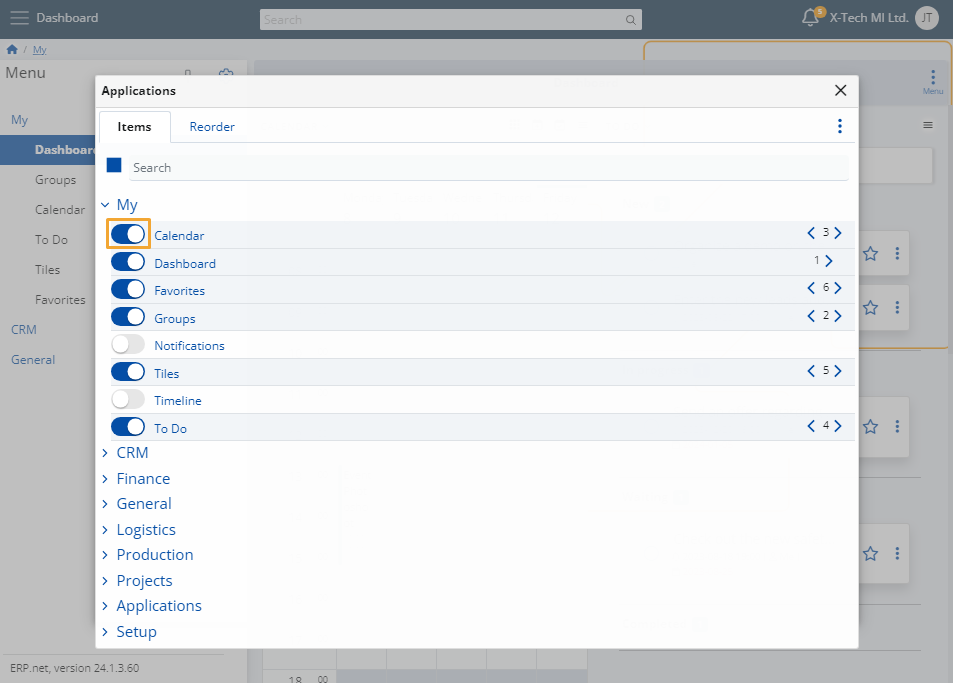 Dashboard
Search
5
X-Tech MI Ltd.
JT
/ My
Menu
Menu
My
Dashboard
Groups
Calendar
To Do
Tiles
Favorites
CRM
General
Applications
Items
Reorder
Search
My
Calendar
3
Dashboard
1
Favorites
6
Groups
2
Notifications
Tiles
5
Timeline
To Do
4
CRM
Finance
General
Logistics
Production
Projects
Applications
Setup
ERP.net, version 24.1.3.60
18 00